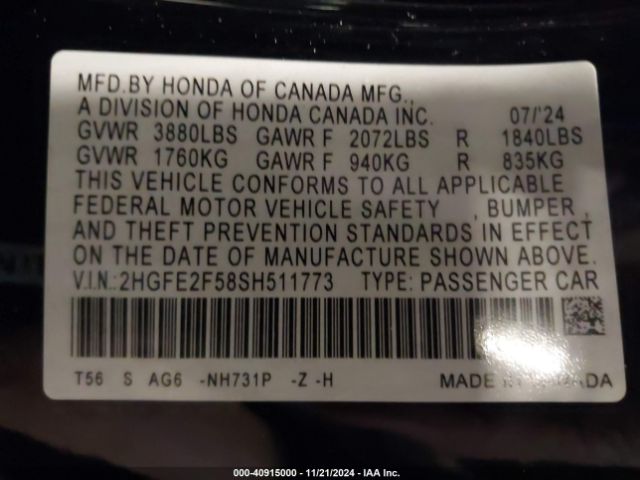 MFD.BY HONDA OF CANADA MFG.,
A DIVISION OF HONDA CANADA INC. 07/'24
GVWR 3880LBS GAWR F 2072LBS R 1840LBS
GVWR 1760KG GAWR F 940KG R 835KG
THIS VEHICLE CONFORMS TO ALL APPLICABLE
FEDERAL MOTOR VEHICLE SAFETY , BUMPER ,
AND THEFT PREVENTION STANDARDS IN EFFECT
ON THE DATE OF MANUFACTURE SHOWN ABOVE.
V.I.N.: 2HGFE2F58SH511773 TYPE: PASSENGER CAR
T56 S AG6 -NH731P -Z -H MADE
000-40915000 - 11/21/2024 - IAA Inc.